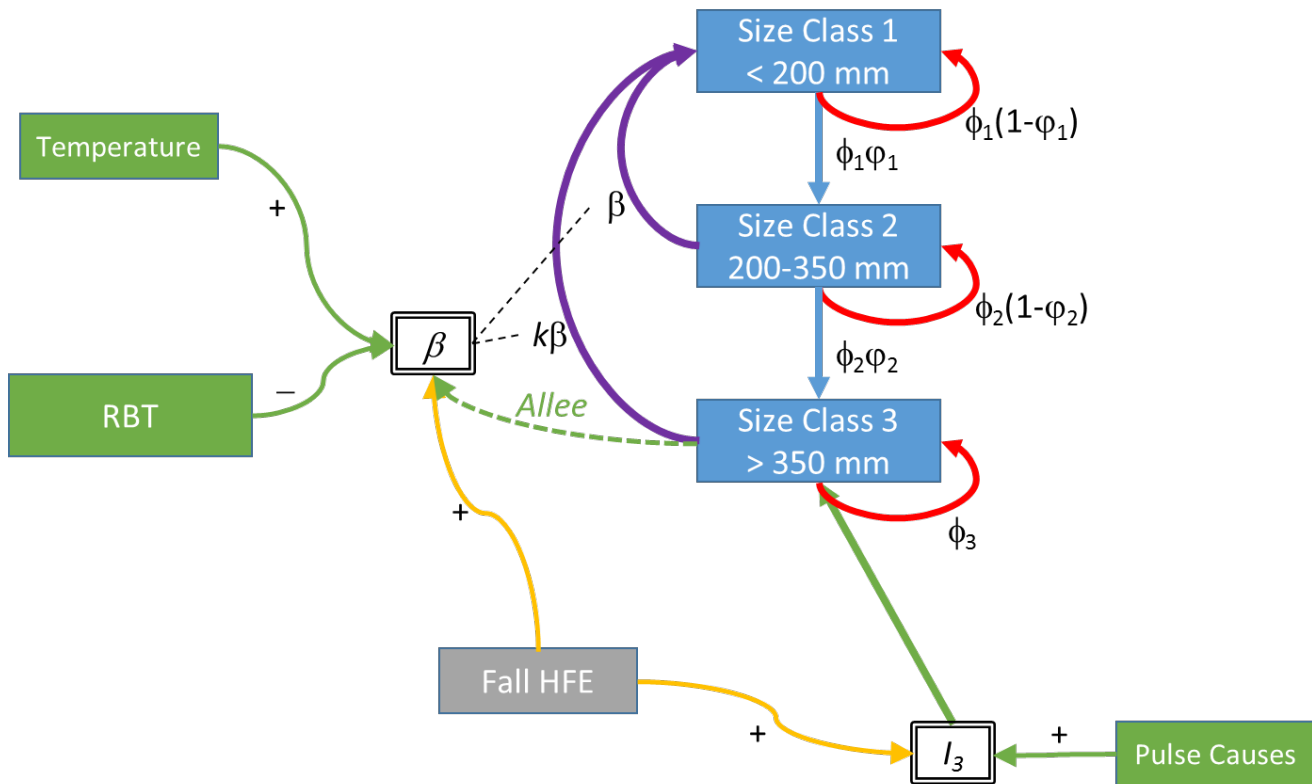 Size Class 1
< 200 mm
ϕ₁(1-φ₁)
Temperature
ϕ₁φ₁
+
β
Size Class 2
200-350 mm
ϕ₂(1-φ₂)
β
kβ
ϕ₂φ₂
RBT
–
Allee
Size Class 3
> 350 mm
+
ϕ₃
Fall HFE
+
I₃
+
Pulse Causes